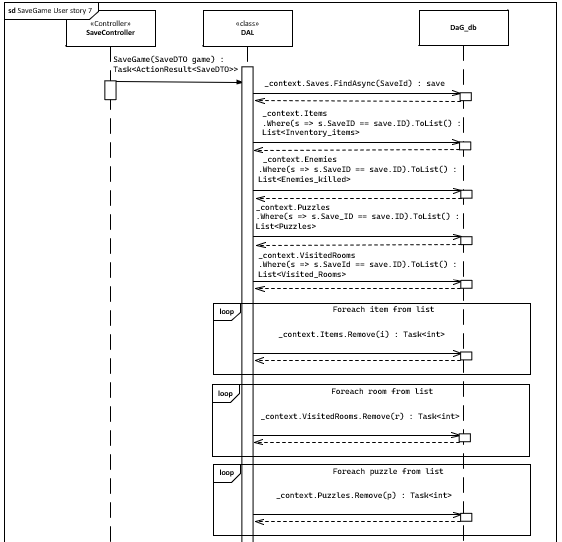 sd SaveGame User story 7
«Controller»
SaveController
«class»
DAL
DaG_db
SaveGame(SaveDTO game) :
Task<ActionResult<SaveDTO>>
_context.Saves.FindAsync(SaveId) : save
_context.Items
.Where(s => s.SaveID == save.ID).ToList() :
List<Inventory_items>
_context.Enemies
.Where(s => s.SaveID == save.ID).ToList() :
List<Enemies_killed>
_context.Puzzles
.Where(s => s.Save_ID == save.ID).ToList() :
List<Puzzles>
_context.VisitedRooms
.Where(s => s.SaveId == save.ID).ToList() :
List<Visited_Rooms>
loop
Foreach item from list
_context.Items.Remove(i) : Task<int>
loop
Foreach room from list
_context.VisitedRooms.Remove(r) : Task<int>
loop
Foreach puzzle from list
_context.Puzzles.Remove(p) : Task<int>